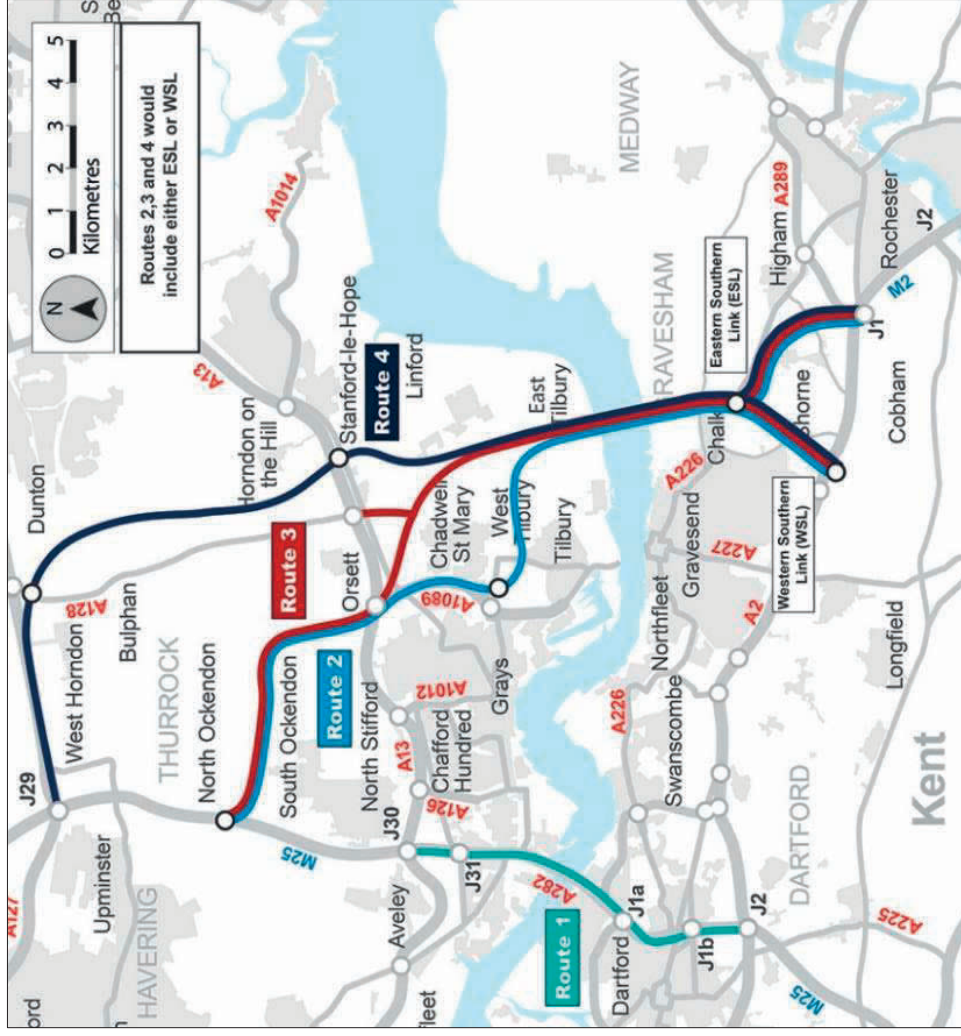 0 1 2 3 4 5
Kilometres
N
Routes 2,3 and 4 would
include either ESL or WSL
A127
J29
Dunton
West Horndon
A128
Bulphan
Upminster
HAVERING
THURROCK
North Ockendon
M25
South Ockendon
Horndon on
the Hill
A13
A1014
Stanford-le-Hope
Route 4
Linford
Route 3
Orsett
Route 2
North Stifford
A13
A1012
Chafford
Hundred
A126
J30
J31
Aveley
Grays
A1089
Chadwell
St Mary
West
Tilbury
Tilbury
East
Tilbury
MEDWAY
Route 1
A282
J1a
Dartford
J1b
J2
M25
A225
DARTFORD
Swanscombe
A226
Northfleet
Gravesend
A227
A226
A2
RAVESHAM
Chalk
Eastern Southern
Link (ESL)
Western Southern
Link (WSL)
horne
Higham
A289
Rochester
J1
J2
M2
Cobham
Longfield
Kent
ford
fleet